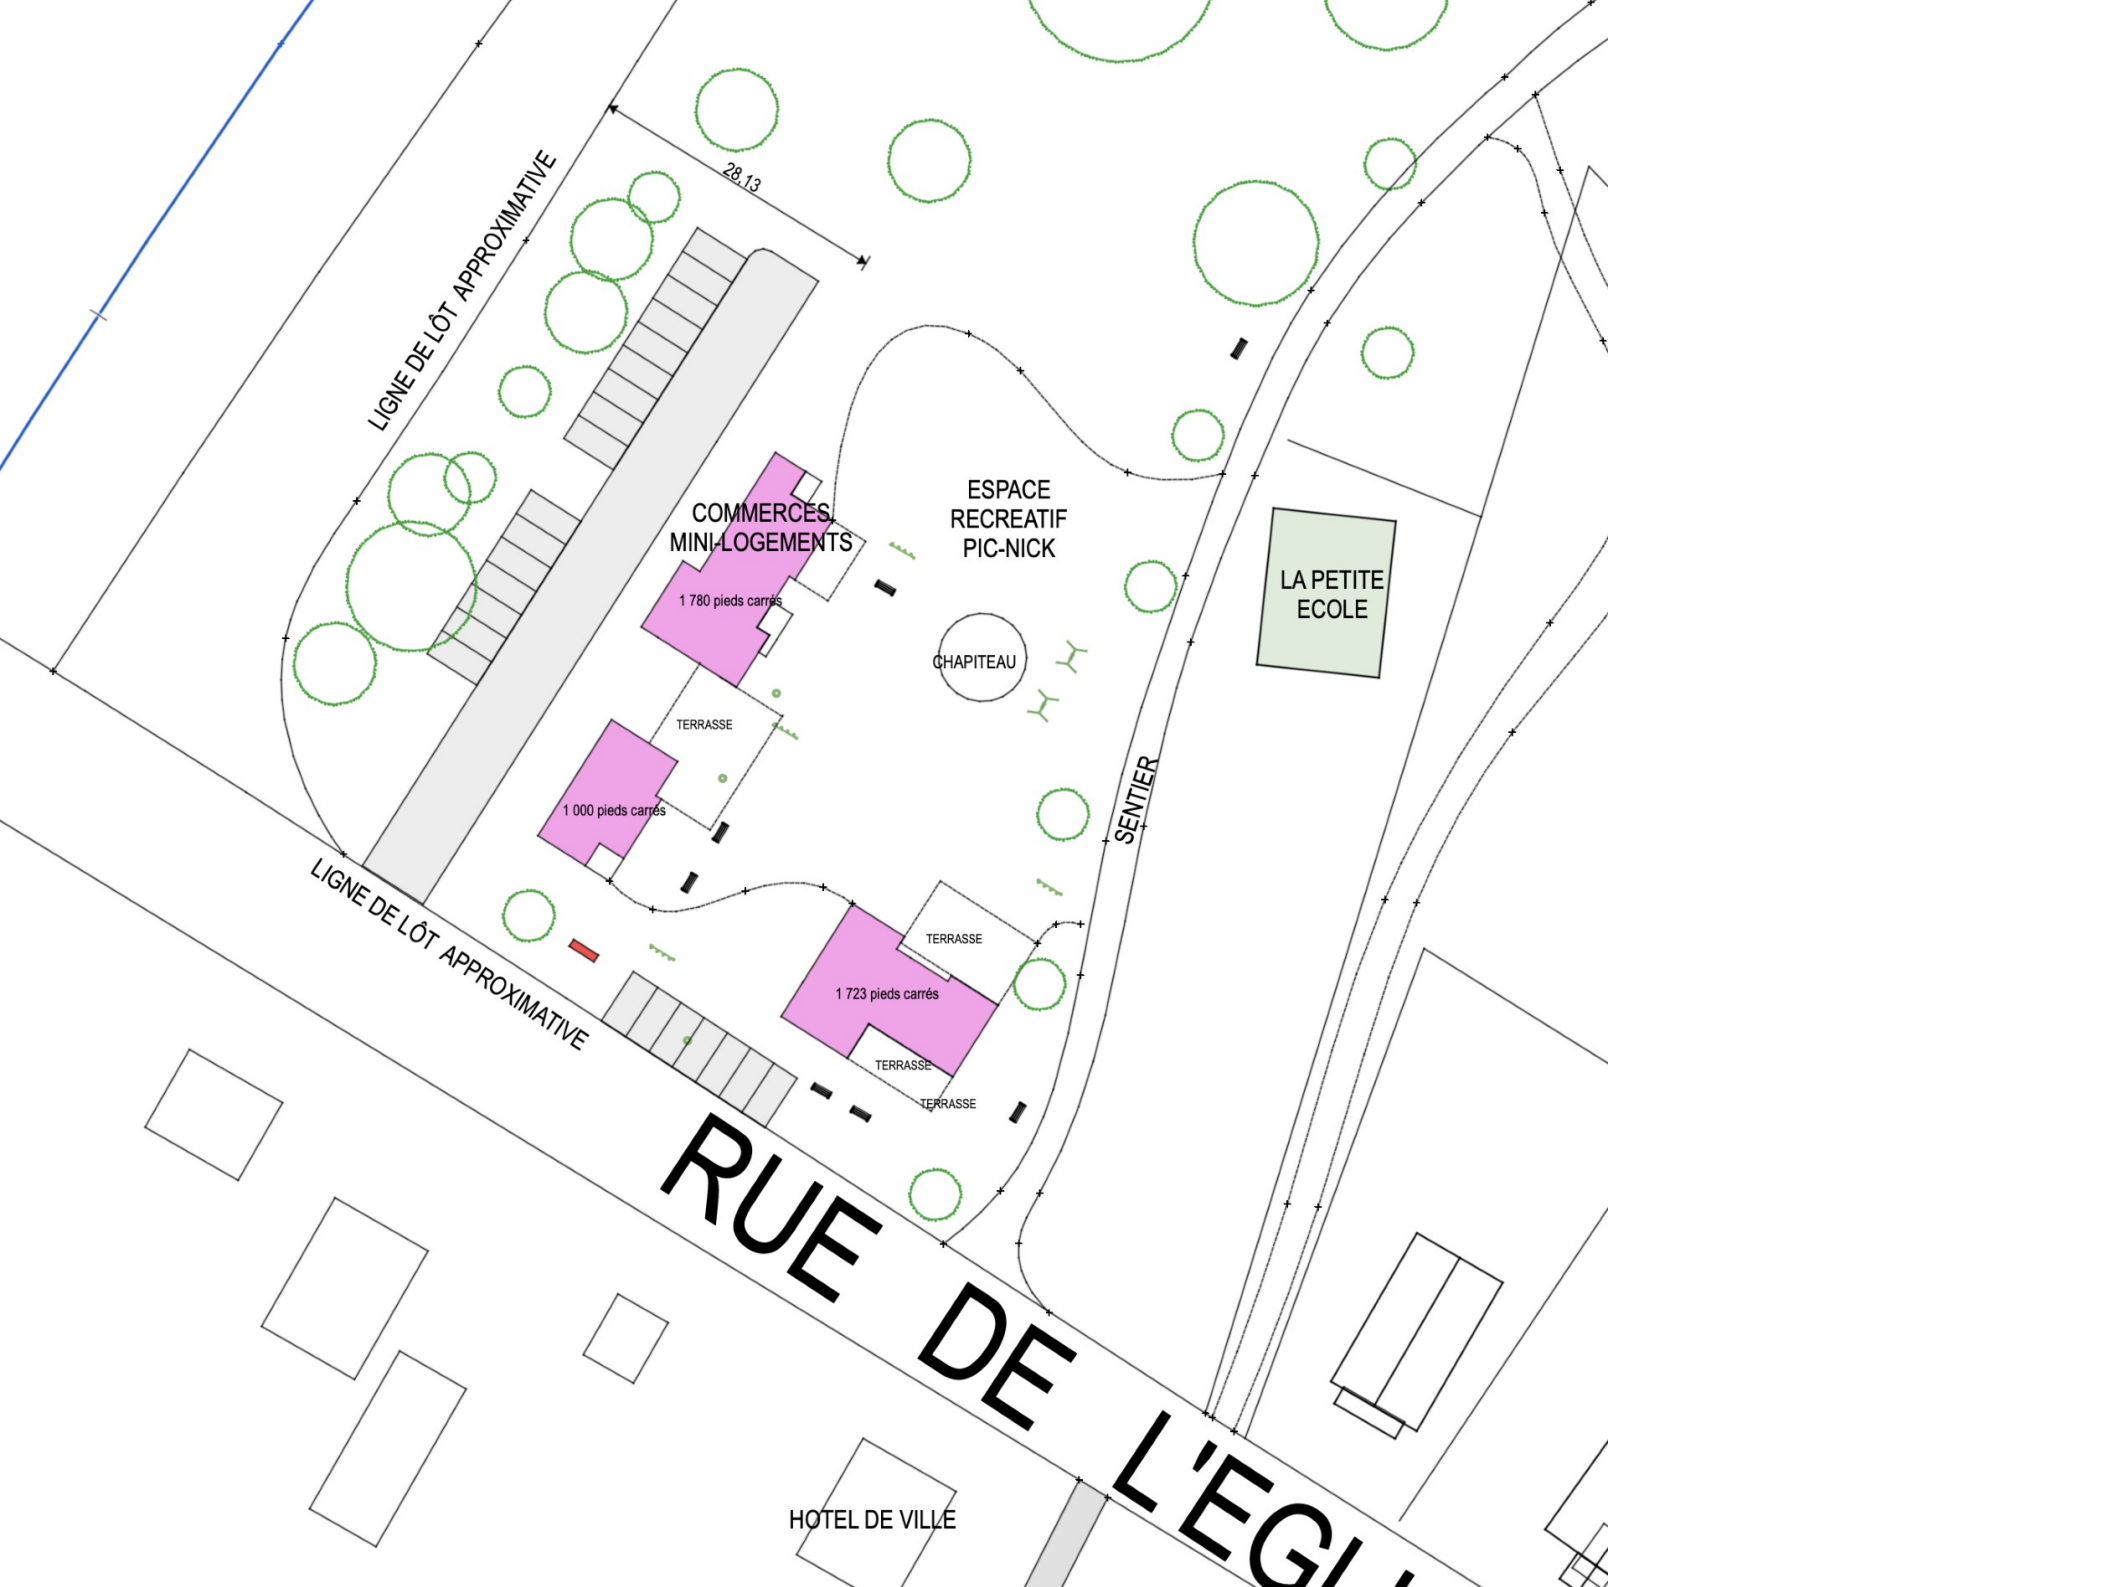 28,13
LIGNE DE LÔT APPROXIMATIVE
COMMERCES
MINI-LOGEMENTS
1 780 pieds carrés
ESPACE
RECREATIF
PIC-NICK
LA PETITE
ECOLE
CHAPITEAU
TERRASSE
1 000 pieds carrés
SENTIER
LIGNE DE LÔT APPROXIMATIVE
TERRASSE
1 723 pieds carrés
TERRASSE
TERRASSE
RUE DE L'EGLI
HOTEL DE VILLE